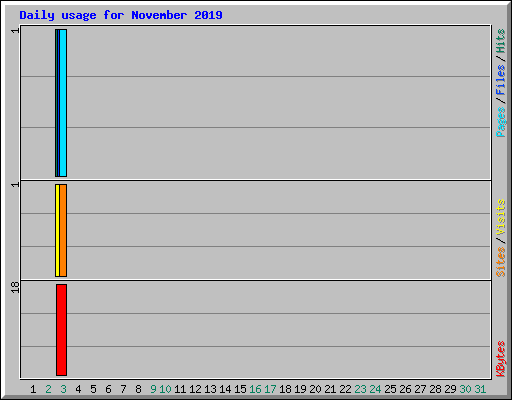 Daily usage for November 2019
1
1
18
Pages/Files/Hits
Sites/Visits
KBytes
1 2 3 4 5 6 7 8 9 10 11 12 13 14 15 16 17 18 19 20 21 22 23 24 25 26 27 28 29 30 31